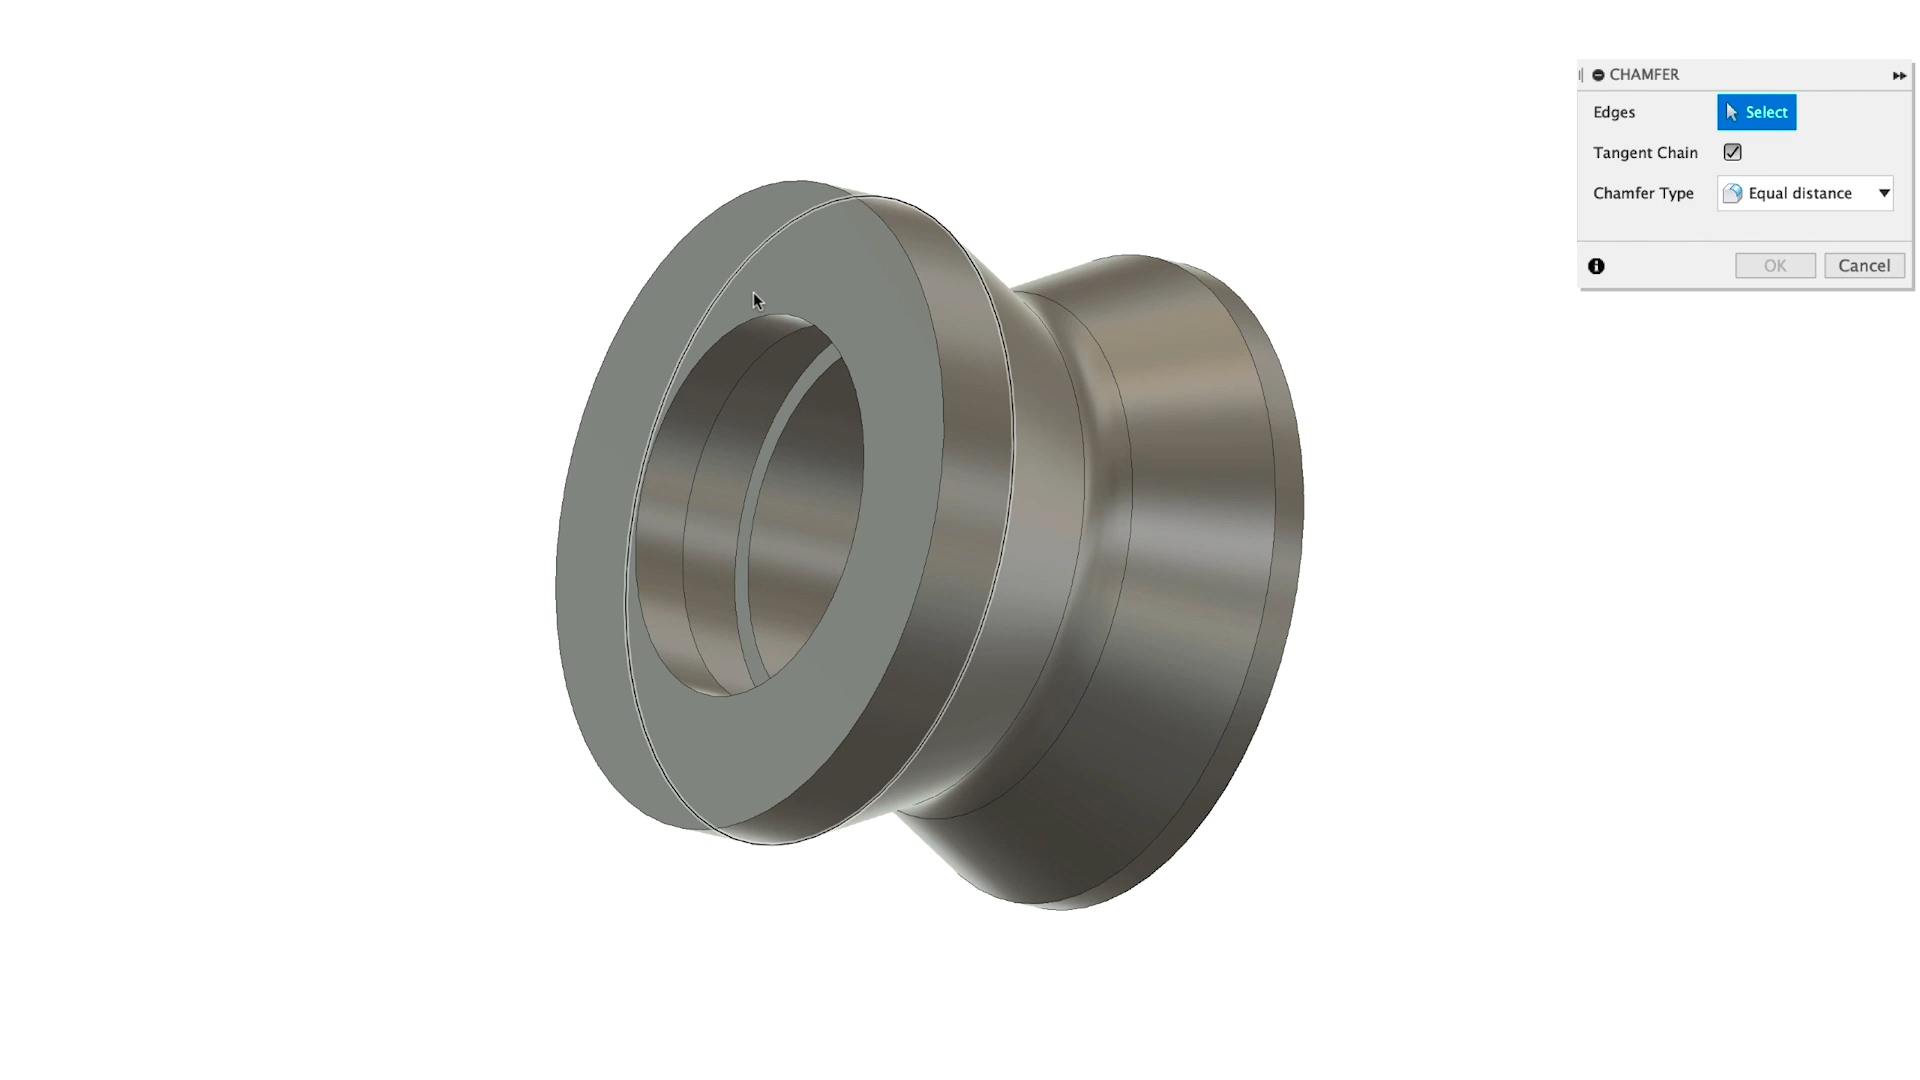 CHAMFER
Edges Select
Tangent Chain
Chamfer Type Equal distance
OK Cancel